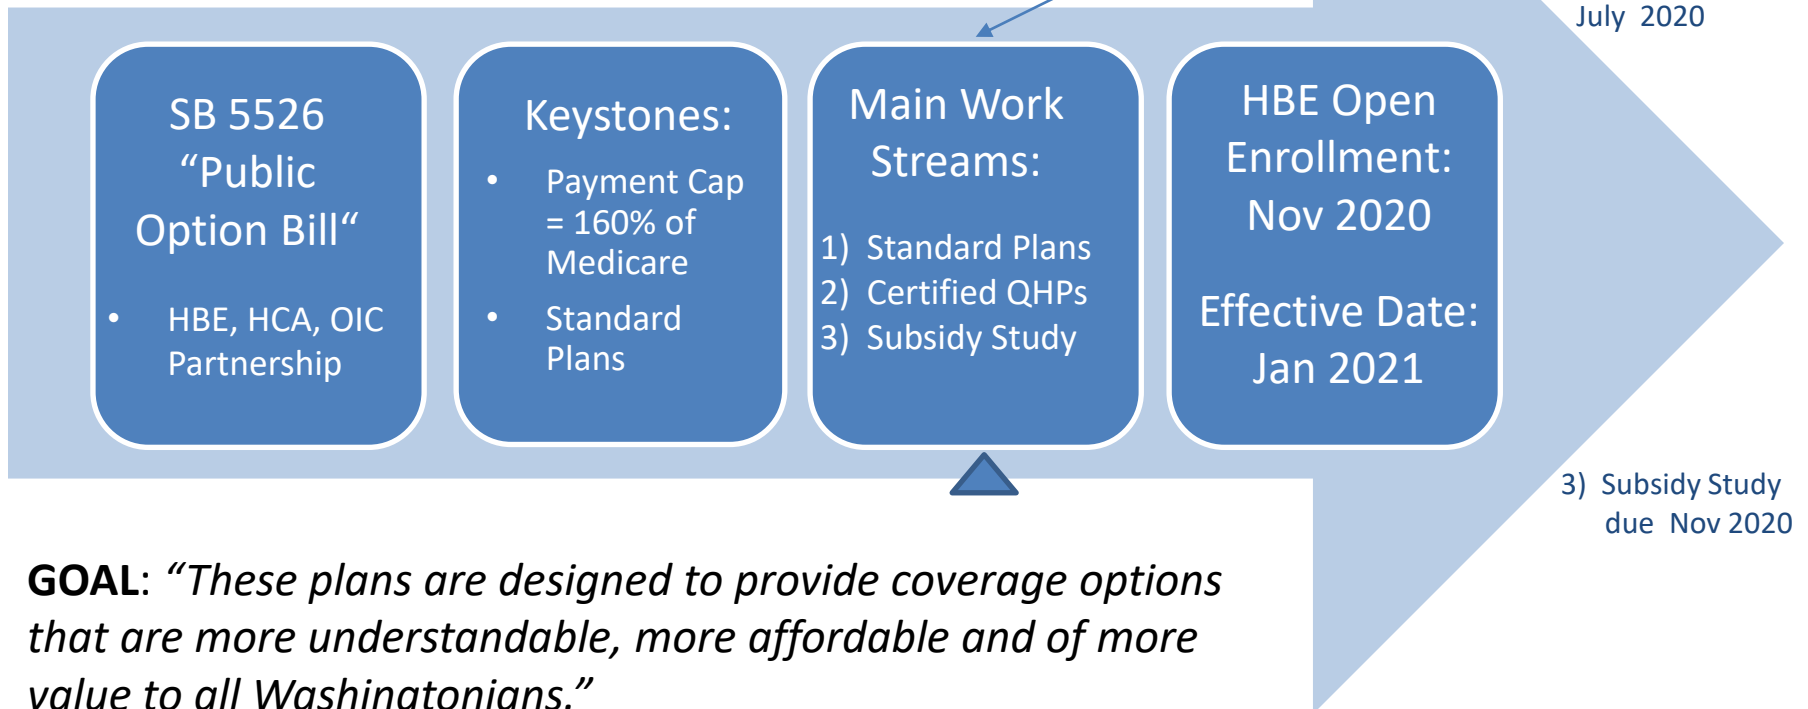 July 2020
SB 5526
“Public
Option Bill“
• HBE, HCA, OIC
Partnership
Keystones:
• Payment Cap
= 160% of
Medicare
• Standard
Plans
Main Work
Streams:
1) Standard Plans
2) Certified QHPs
3) Subsidy Study
HBE Open
Enrollment:
Nov 2020
Effective Date:
Jan 2021
3) Subsidy Study
due Nov 2020
GOAL: “These plans are designed to provide coverage options
that are more understandable, more affordable and of more
value to all Washingtonians.”